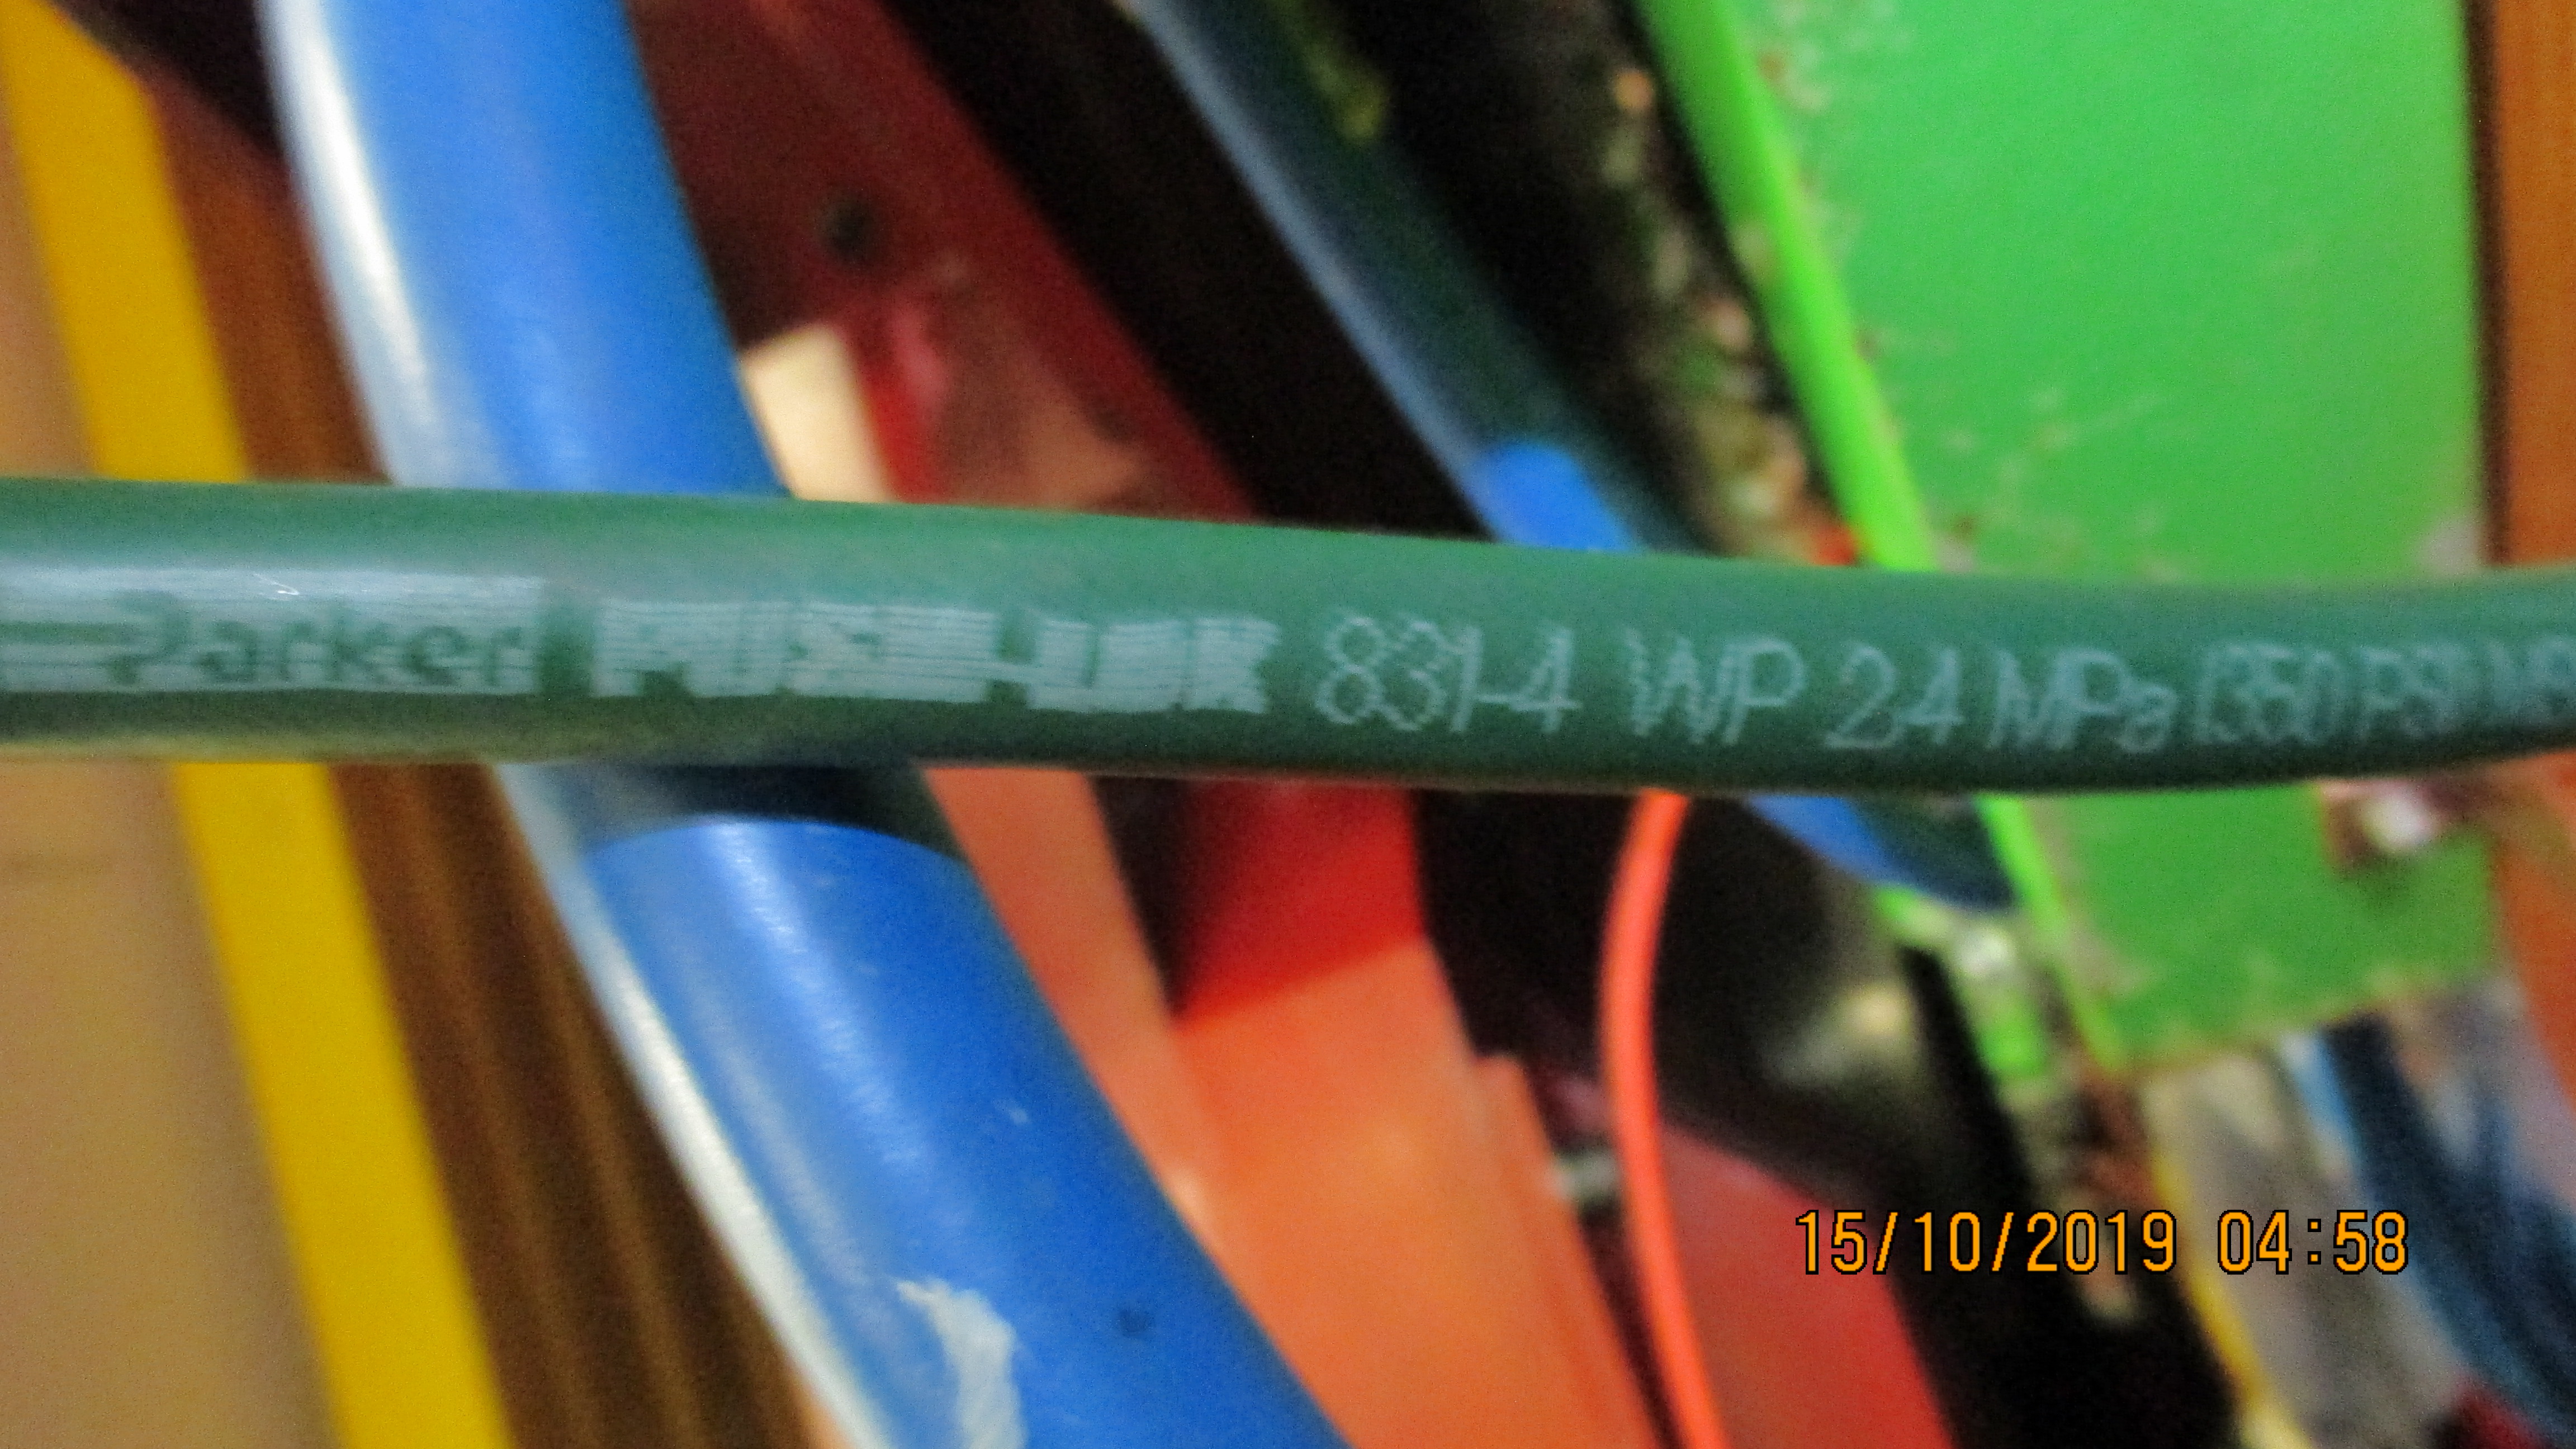 Parker PUSH-LOK 831-4 WP 2,4 MPa (350 PSI)
15/10/2019 04:58